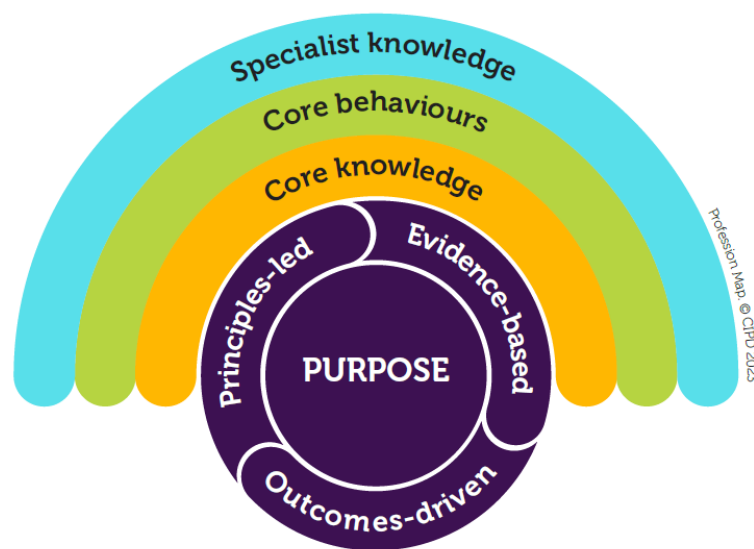 Specialist knowledge
Core behaviours
Core knowledge
Principles-led
Evidence-based
PURPOSE
Outcomes-driven
Profession Map. © CIPD 2023